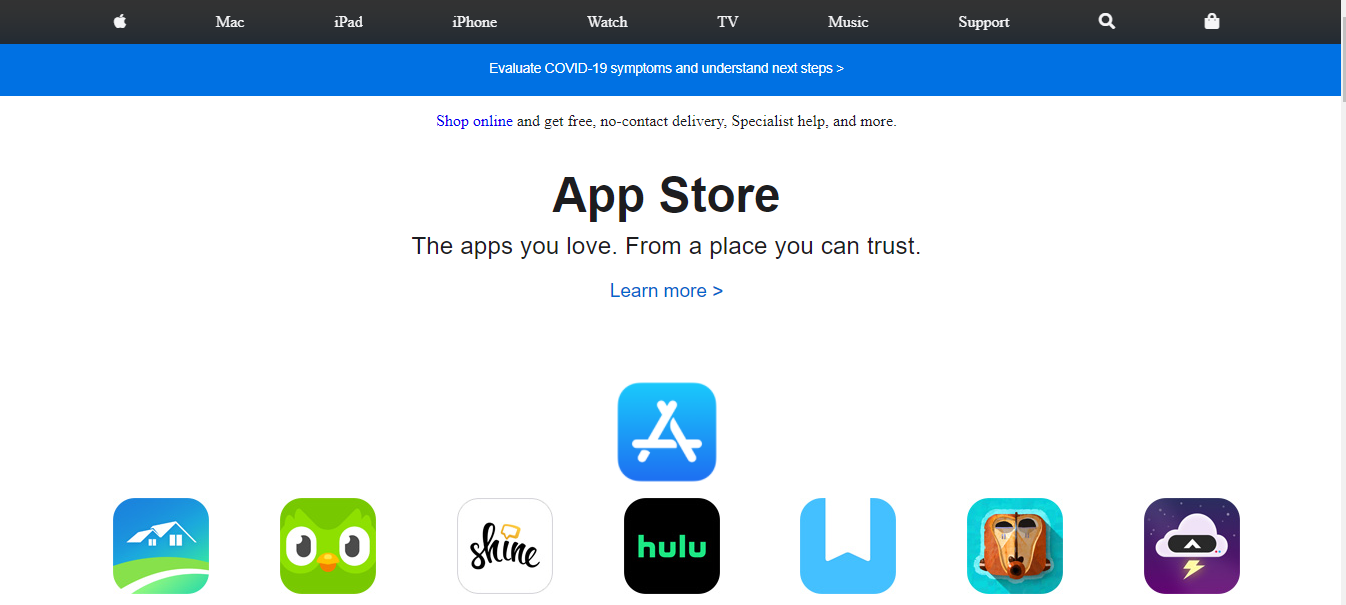 Mac iPad iPhone Watch TV Music Support
Evaluate COVID-19 symptoms and understand next steps >
Shop online and get free, no-contact delivery, Specialist help, and more.
App Store
The apps you love. From a place you can trust.
Learn more >
shine hulu